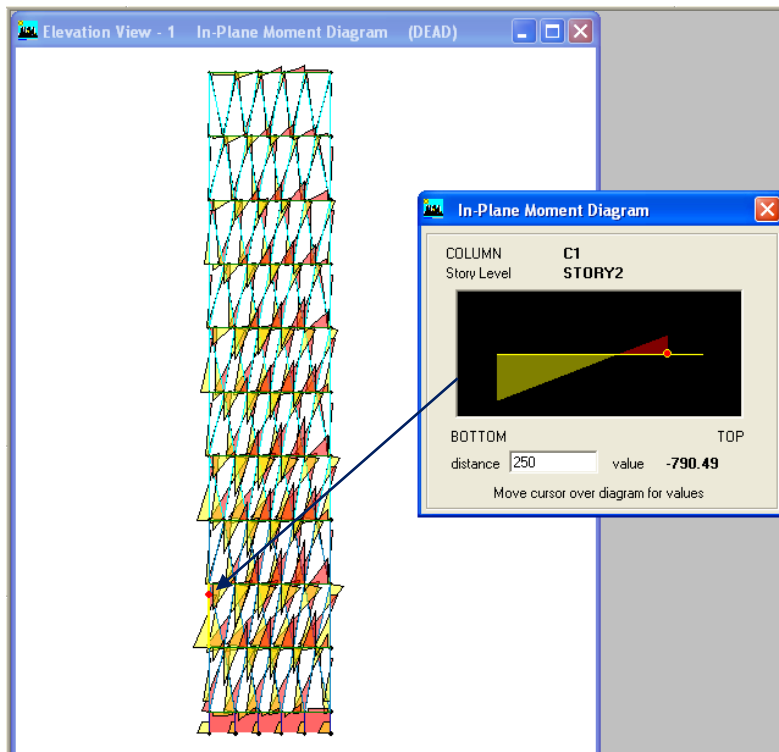 Elevation View - 1 In-Plane Moment Diagram (DEAD)
In-Plane Moment Diagram
COLUMN C1
Story Level STORY2
BOTTOM TOP
distance 250 value -790.49
Move cursor over diagram for values